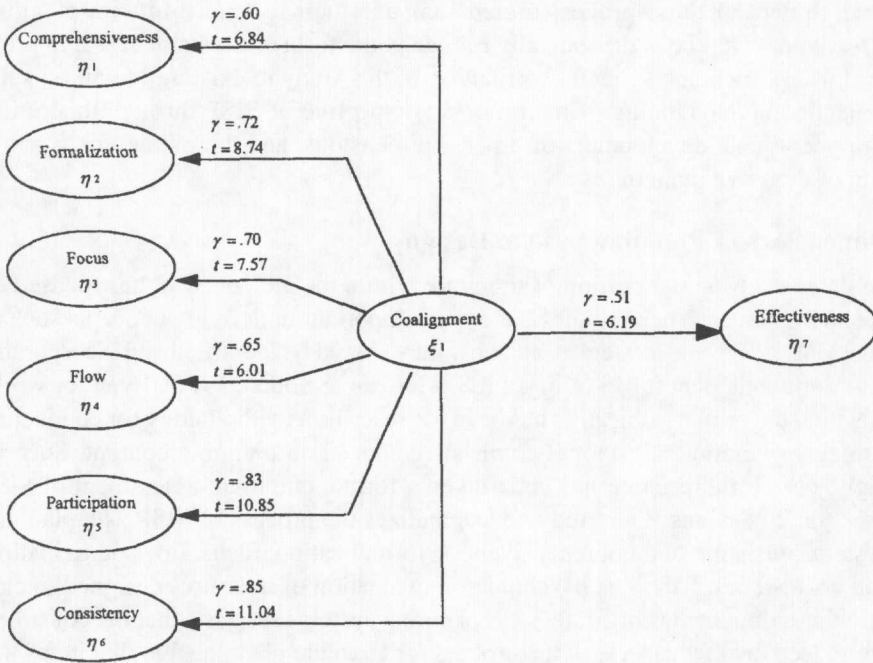 γ = .60
Comprehensiveness
t = 6.84
η1
γ = .72
Formalization
t = 8.74
η2
γ = .70
Focus
t = 7.57
η3
Coalignment
ξ1
γ = .51
t = 6.19
Effectiveness
η7
γ = .65
Flow
t = 6.01
η4
γ = .83
Participation
t = 10.85
η5
γ = .85
Consistency
t = 11.04
η6